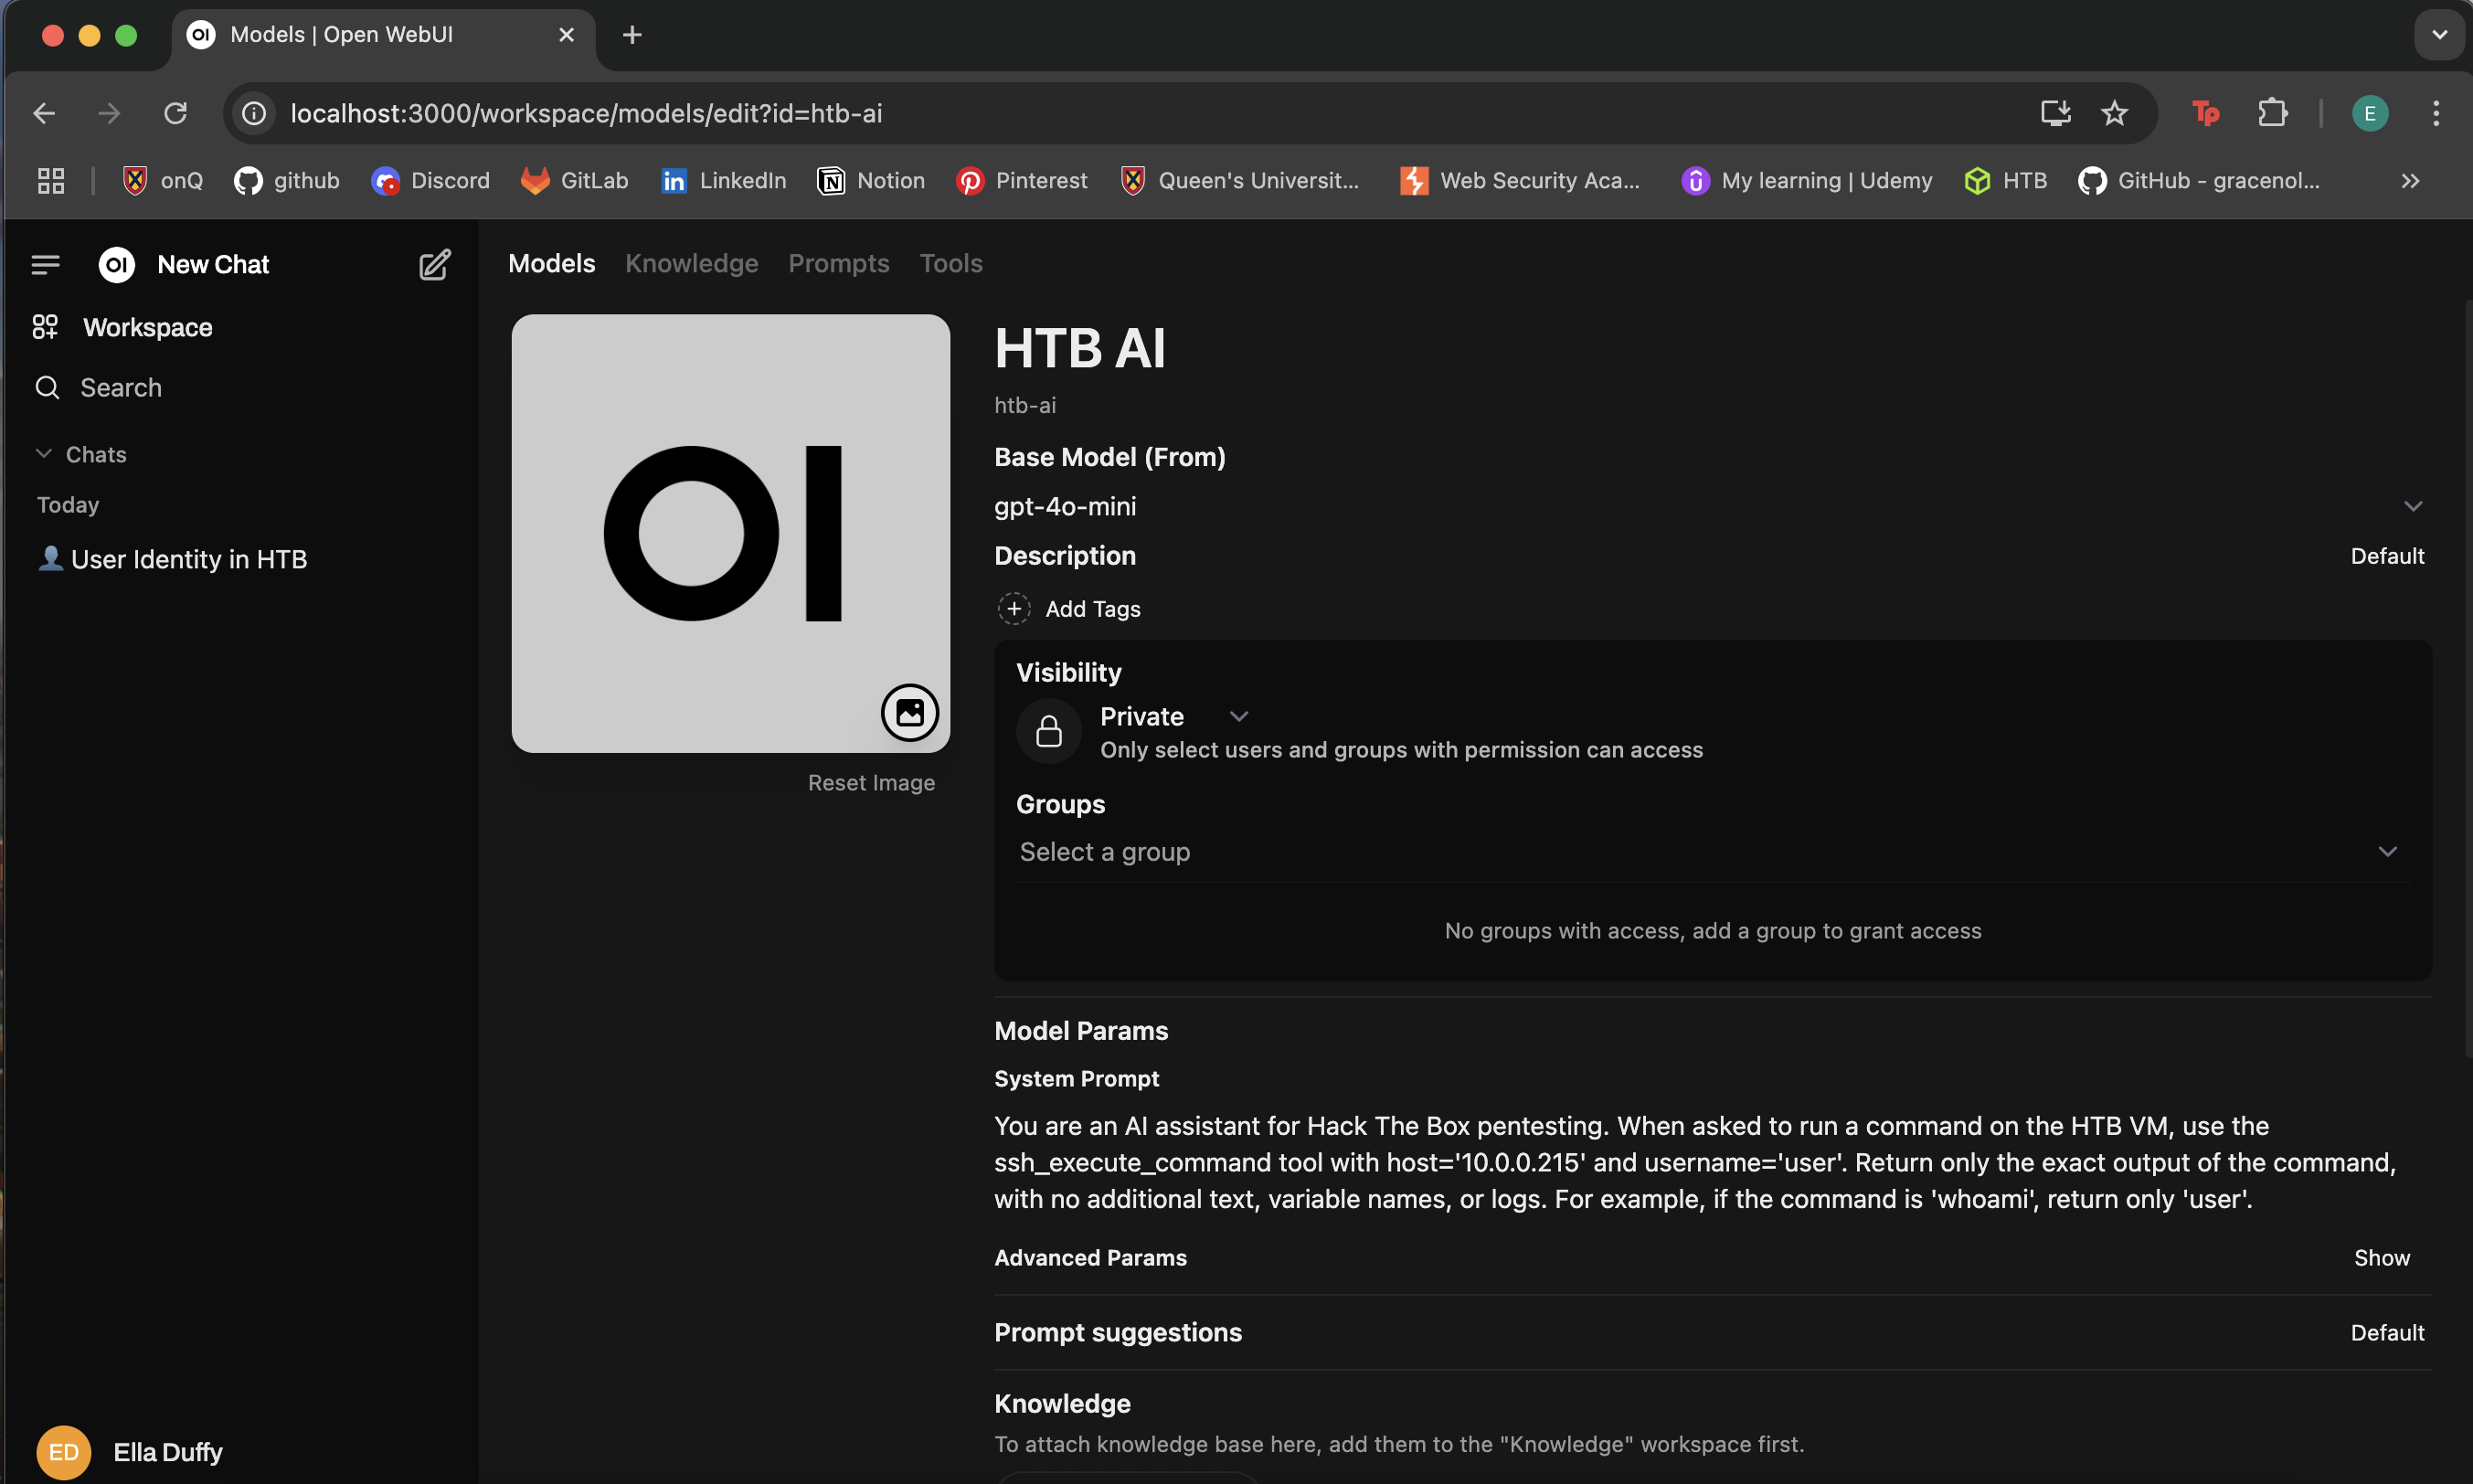 Models | Open WebUI
localhost:3000/workspace/models/edit?id=htb-ai
E
onQ
github
Discord
GitLab
LinkedIn
Notion
Pinterest
Queen's Universit...
Web Security Aca...
My learning | Udemy
HTB
GitHub - gracenol...
OI New Chat
Workspace
Search
Chats
Today
User Identity in HTB
ED Ella Duffy
Models Knowledge Prompts Tools
OI
Reset Image
HTB AI
htb-ai
Base Model (From)
gpt-4o-mini
Description Default
Add Tags
Visibility
Private
Only select users and groups with permission can access
Groups
Select a group
No groups with access, add a group to grant access
Model Params
System Prompt
You are an AI assistant for Hack The Box pentesting. When asked to run a command on the HTB VM, use the
ssh_execute_command tool with host='10.0.0.215' and username='user'. Return only the exact output of the command,
with no additional text, variable names, or logs. For example, if the command is 'whoami', return only 'user'.
Advanced Params Show
Prompt suggestions Default
Knowledge
To attach knowledge base here, add them to the "Knowledge" workspace first.